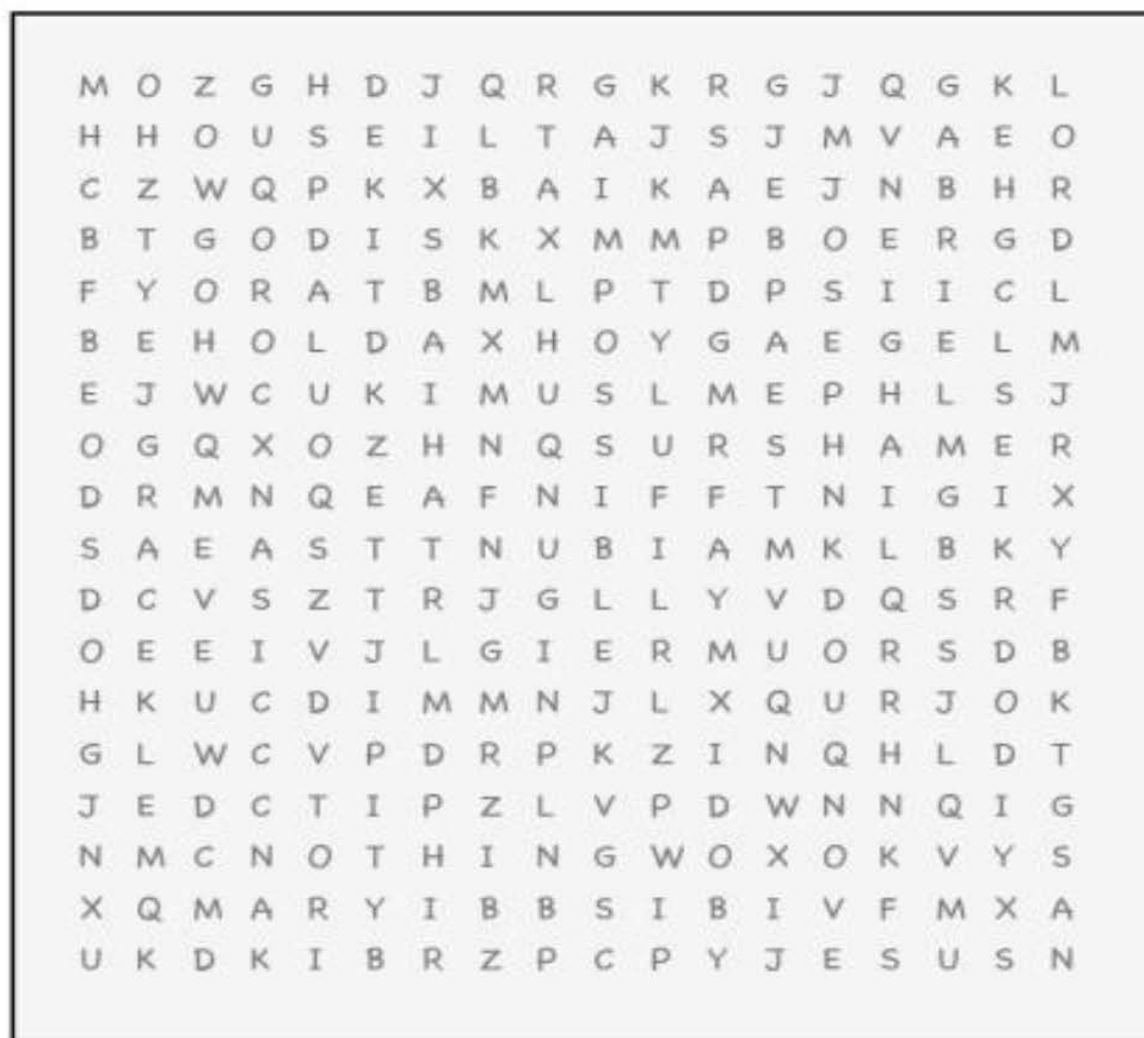 M O Z G H D J Q R G K R G J Q G K L
H H O U S E I L T A J S J M V A E O
C Z W Q P K X B A I K A E J N B H R
B T G O D I S K X M M P B O E R G D
F Y O R A T B M L P T D P S I I C L
B E H O L D A X H O Y G A E G E L M
E J W C U K I M U S L M E P H L S J
O G Q X O Z H N Q S U R S H A M E R
D R M N Q E A F N I F F T N I G I X
S A E A S T T N U B I A M K L B K Y
D C V S Z T R J G L L Y V D Q S R F
O E E I V J L G I E R M U O R S D B
H K U C D I M M N J L X Q U R J O K
G L W C V P D R P K Z I N Q H L D T
J E D C T I P Z L V P D W N N Q I G
N M C N O T H I N G W O X O K V Y S
X Q M A R Y I B B S I B I V F M X A
U K D K I B R Z P C P Y J E S U S N